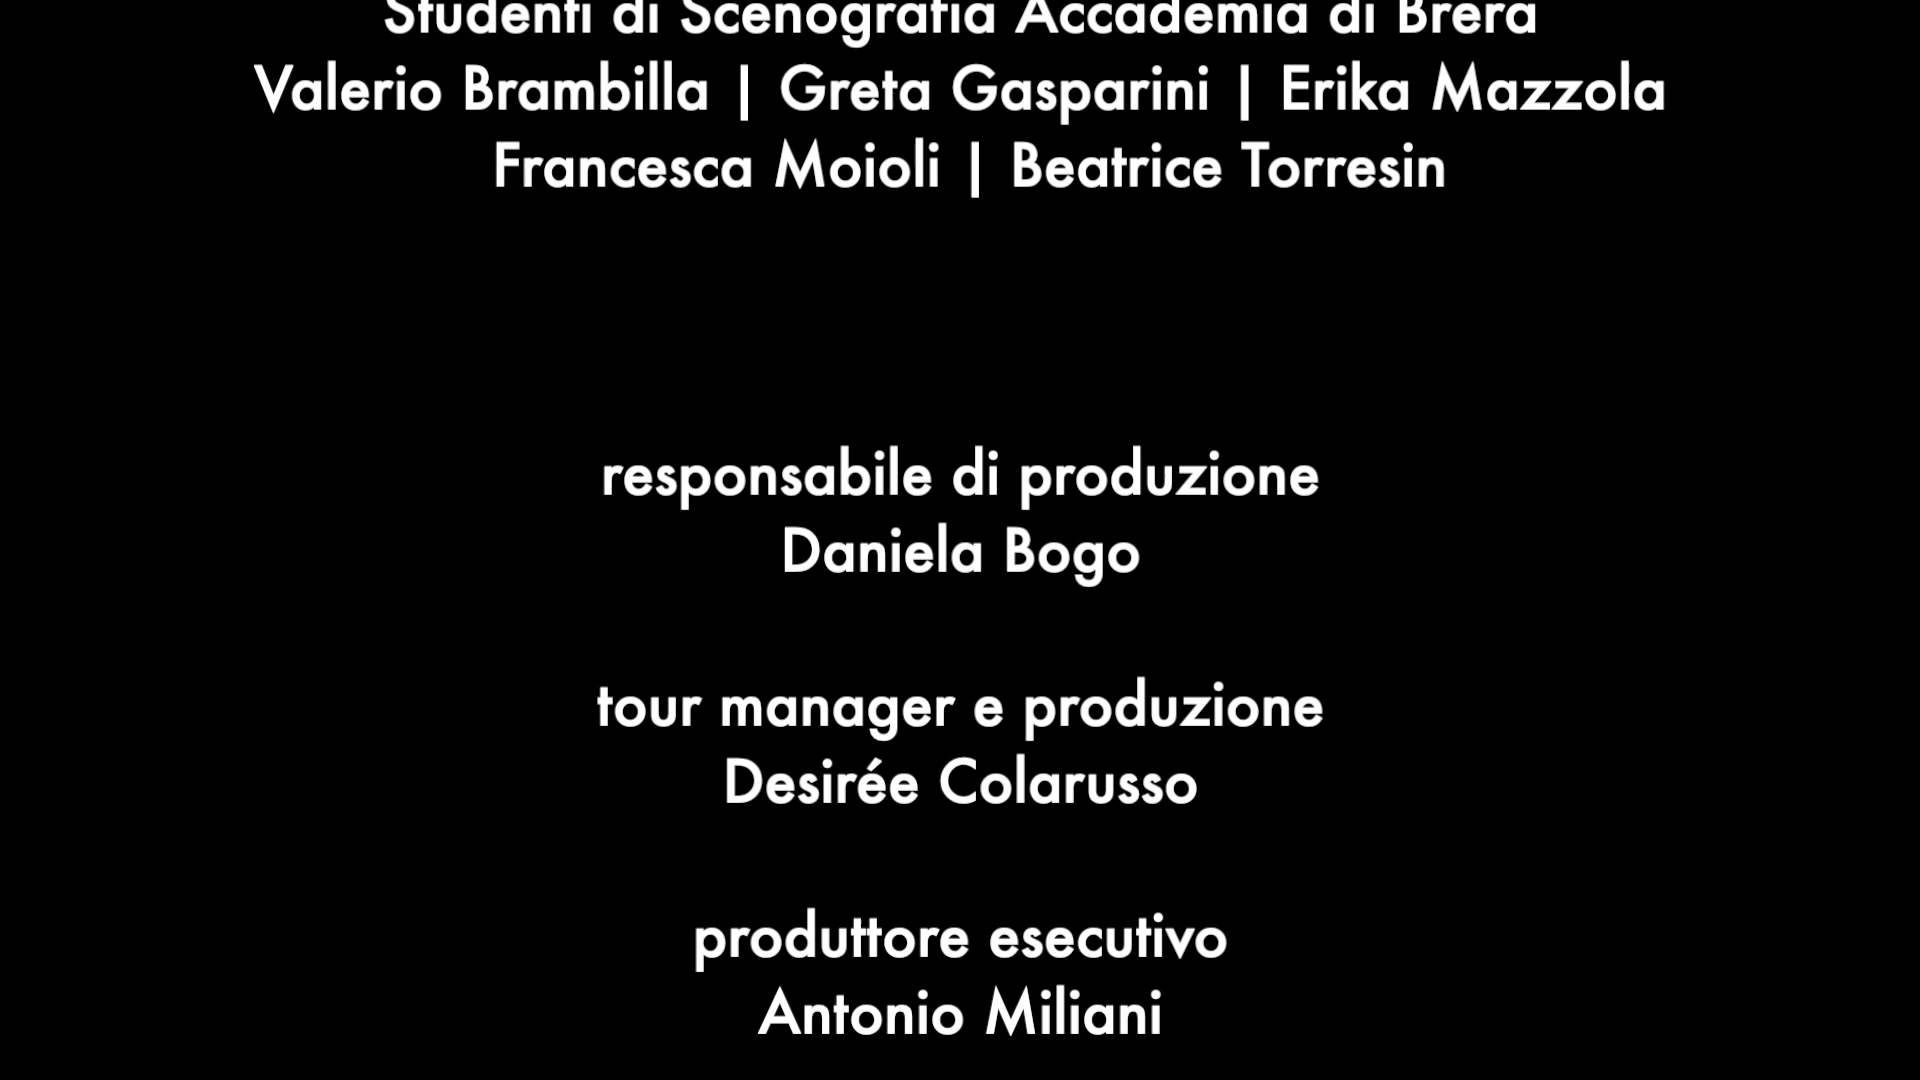 Studenti di Scenografia Accademia di Brera
Valerio Brambilla | Greta Gasparini | Erika Mazzola
Francesca Moioli | Beatrice Torresin
responsabile di produzione
Daniela Bogo
tour manager e produzione
Desirée Colarusso
produttore esecutivo
Antonio Miliani